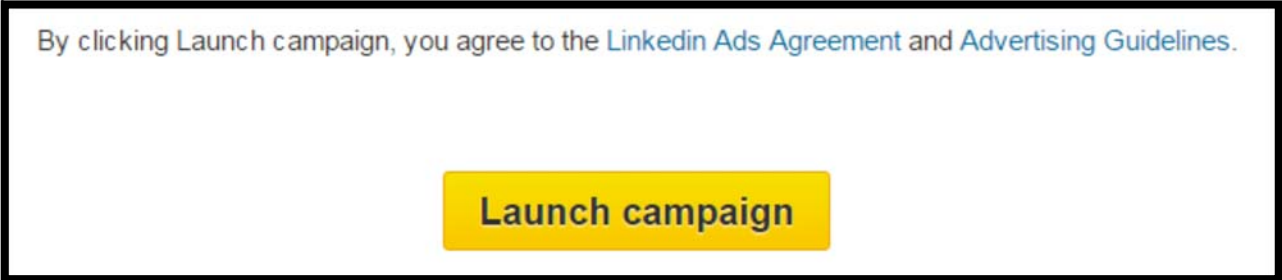 By clicking Launch campaign, you agree to the Linkedin Ads Agreement and Advertising Guidelines.
Launch campaign